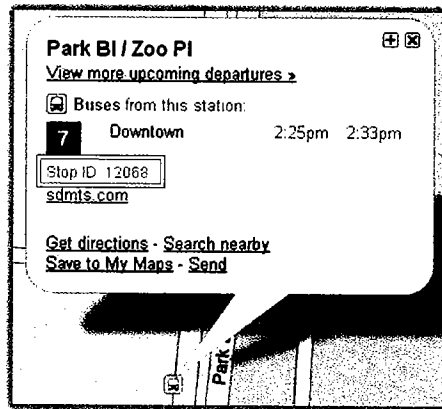 Park Bl / Zoo Pl
View more upcoming departures »
Buses from this station:
7 Downtown 2:25pm 2:33pm
Stop ID 12068
sdmts.com
Get directions - Search nearby
Save to My Maps - Send
Park